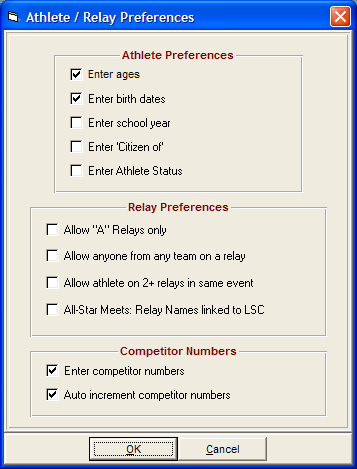 Athlete / Relay Preferences
Athlete Preferences
Enter ages
Enter birth dates
Enter school year
Enter 'Citizen of'
Enter Athlete Status
Relay Preferences
Allow "A" Relays only
Allow anyone from any team on a relay
Allow athlete on 2+ relays in same event
All-Star Meets: Relay Names linked to LSC
Competitor Numbers
Enter competitor numbers
Auto increment competitor numbers
OK Cancel